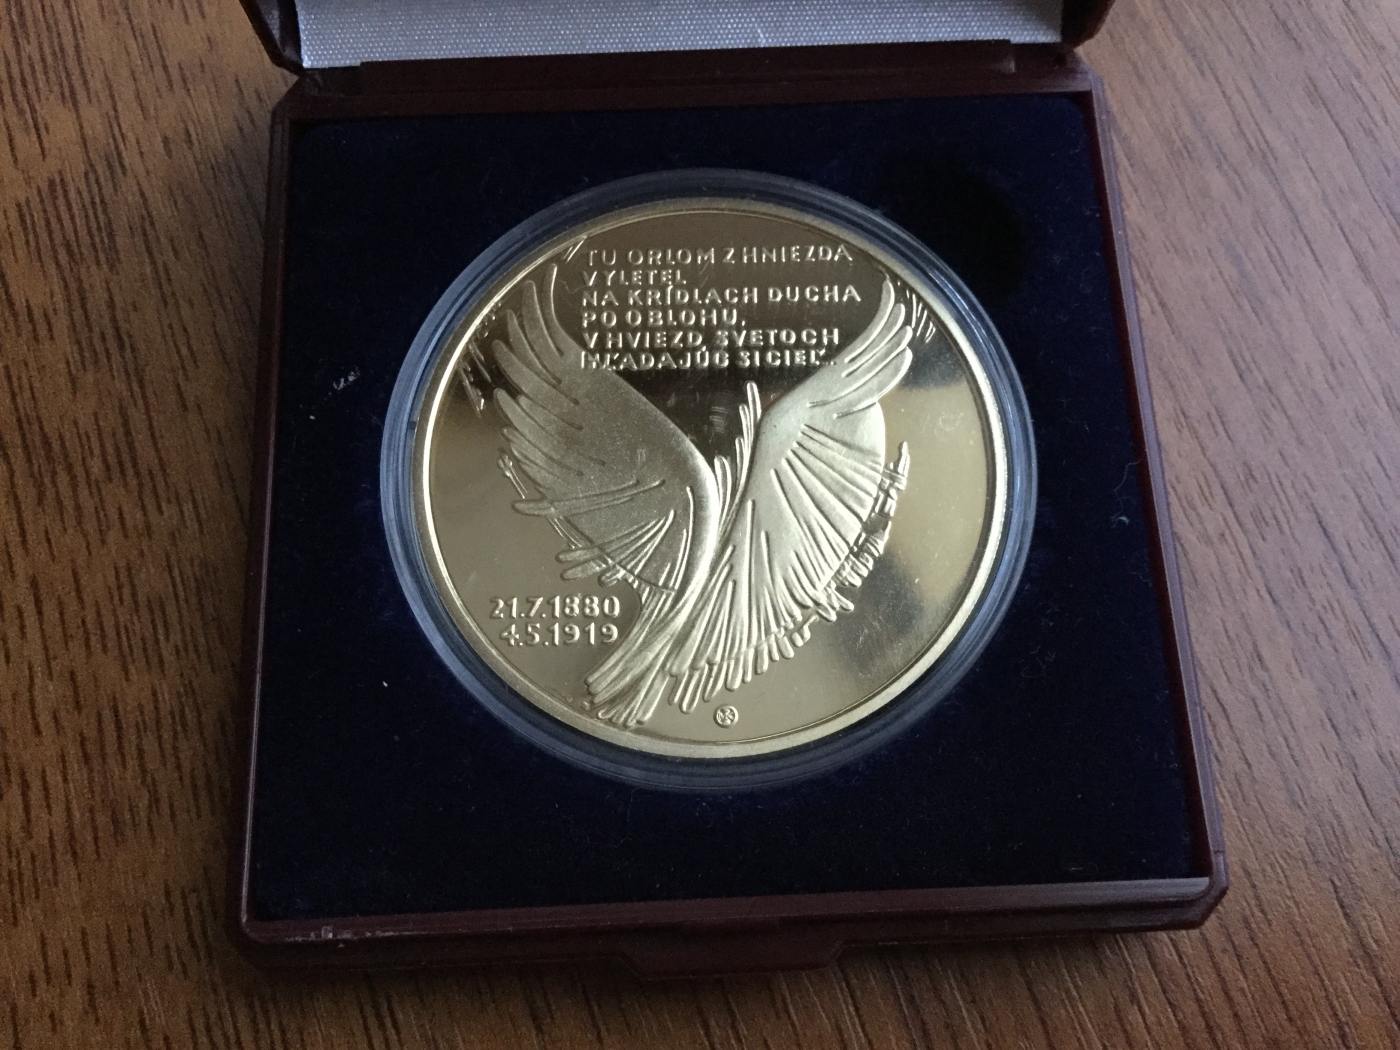 TU ORLOM Z HNIEZDA
VYLETEL
NA KRÍDLACH DUCHA
PO OBLOHU,
V HVIEZD SVETOCH
HĽADAJÚC SI CIEĽ.
21.7.1880
4.5.1919